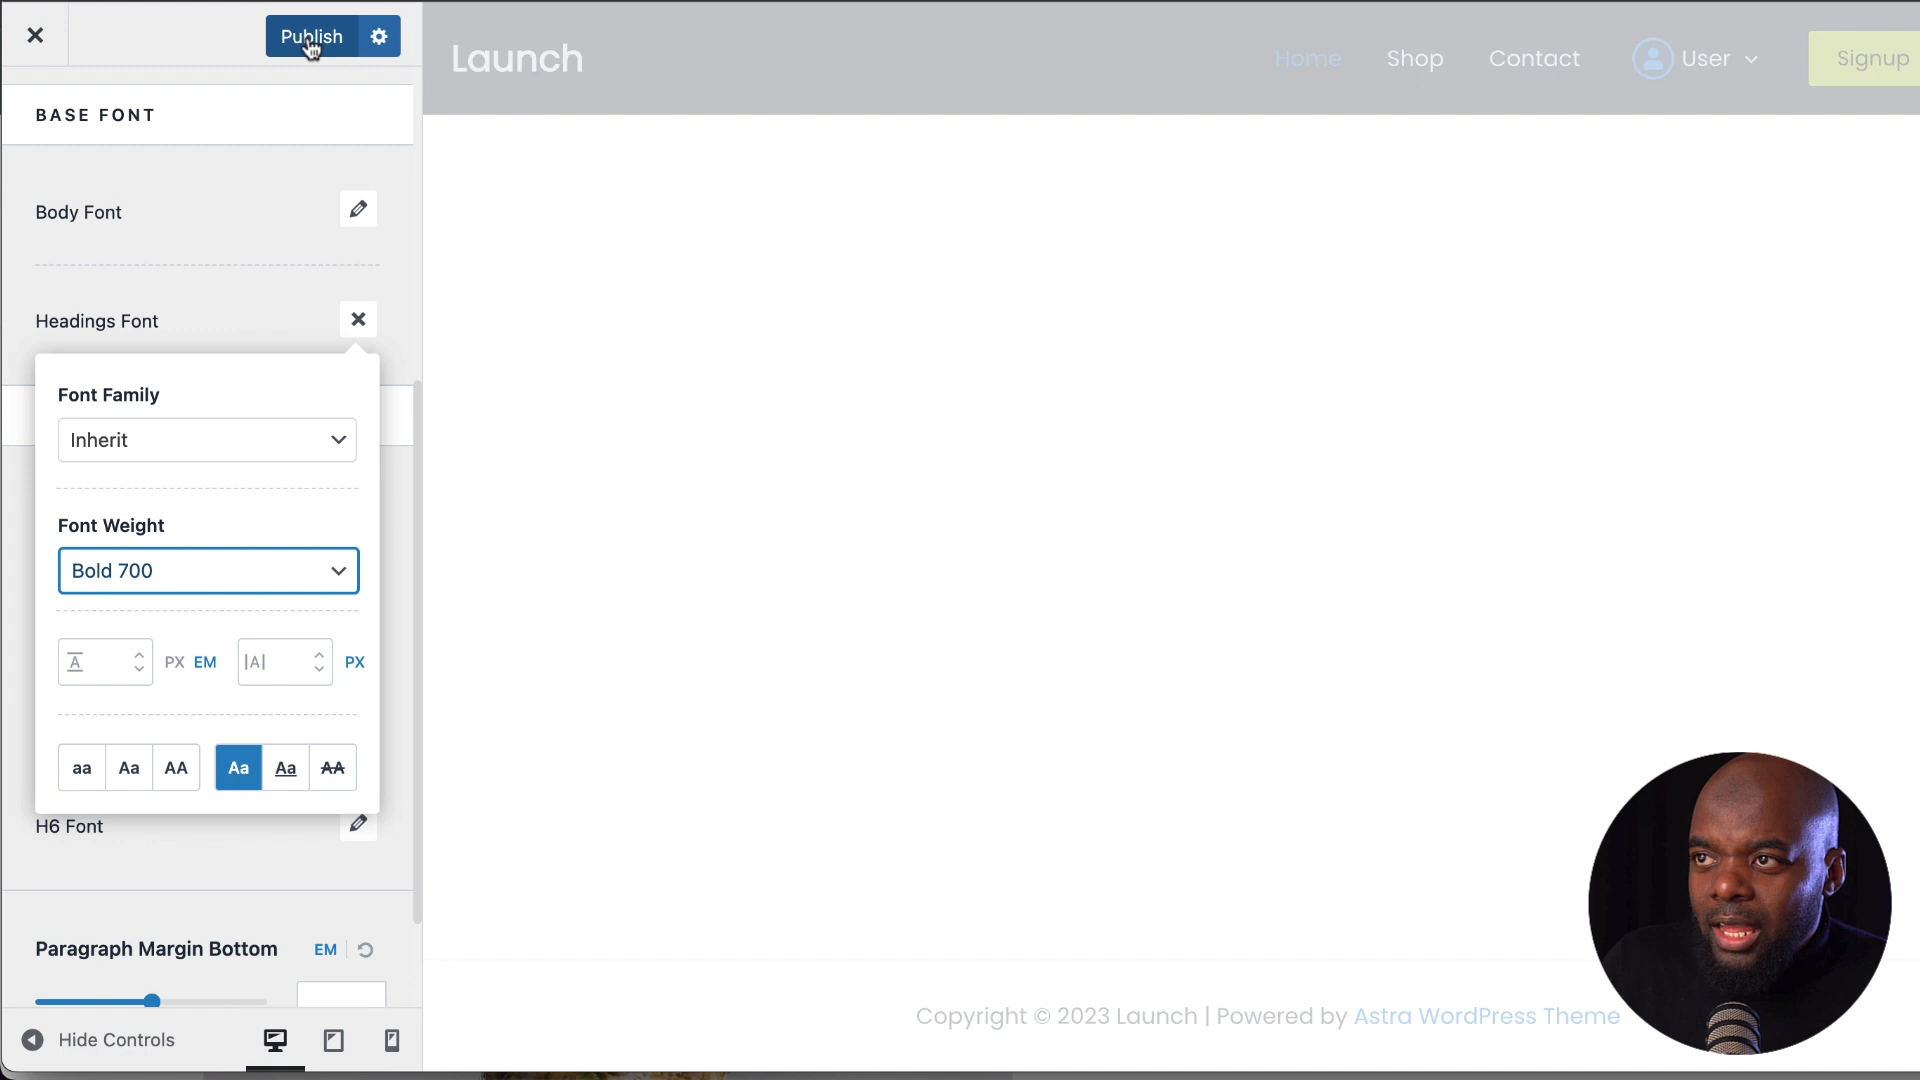 Publish
Launch
Home
Shop
Contact
User
Signup
BASE FONT
Body Font
Headings Font
Font Family
Inherit
Font Weight
Bold 700
A
PX EM
|A|
PX
aa
Aa
AA
Aa
Aa
AA
H6 Font
Paragraph Margin Bottom
EM
Hide Controls
Copyright © 2023 Launch | Powered by Astra WordPress Theme